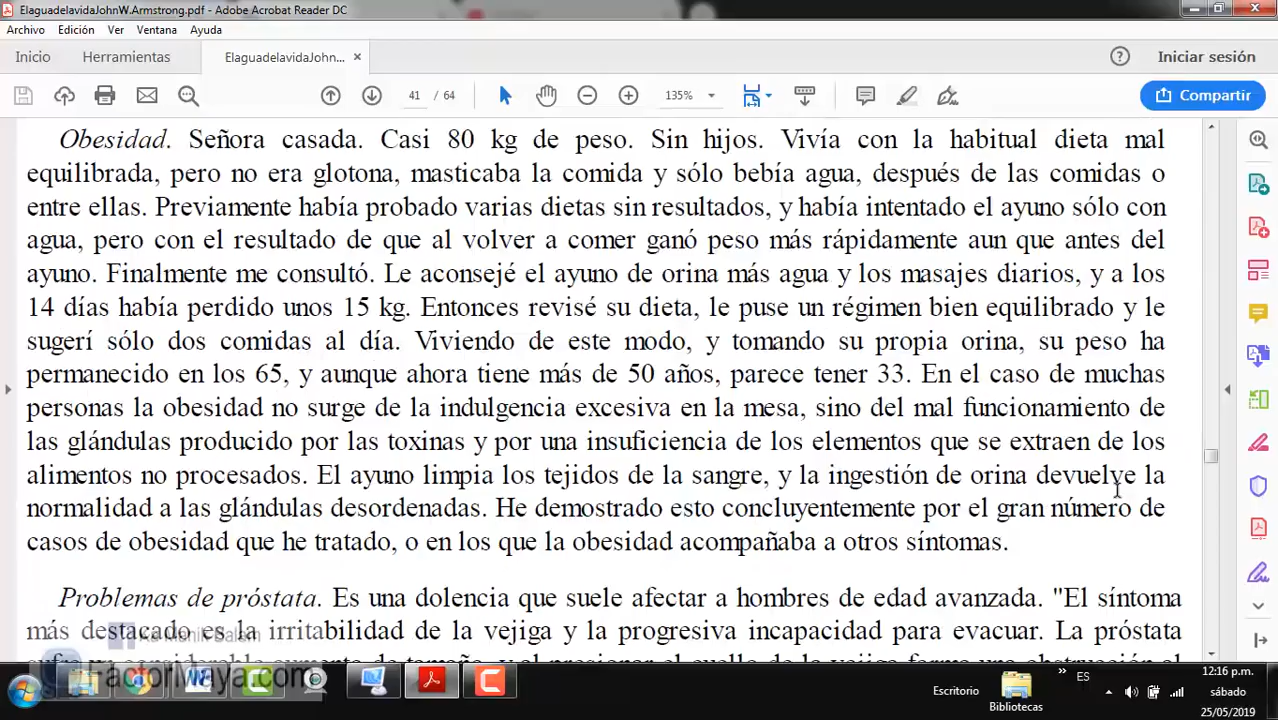 ElaguadelavidaJohnW.Armstrong.pdf - Adobe Acrobat Reader DC
Archivo Edición Ver Ventana Ayuda
Inicio Herramientas ElaguadelavidaJohn... × Iniciar sesión
41 / 64 135% Compartir
Obesidad. Señora casada. Casi 80 kg de peso. Sin hijos. Vivía con la habitual dieta mal
equilibrada, pero no era glotona, masticaba la comida y sólo bebía agua, después de las comidas o
entre ellas. Previamente había probado varias dietas sin resultados, y había intentado el ayuno sólo con
agua, pero con el resultado de que al volver a comer ganó peso más rápidamente aun que antes del
ayuno. Finalmente me consultó. Le aconsejé el ayuno de orina más agua y los masajes diarios, y a los
14 días había perdido unos 15 kg. Entonces revisé su dieta, le puse un régimen bien equilibrado y le
sugerí sólo dos comidas al día. Viviendo de este modo, y tomando su propia orina, su peso ha
permanecido en los 65, y aunque ahora tiene más de 50 años, parece tener 33. En el caso de muchas
personas la obesidad no surge de la indulgencia excesiva en la mesa, sino del mal funcionamiento de
las glándulas producido por las toxinas y por una insuficiencia de los elementos que se extraen de los
alimentos no procesados. El ayuno limpia los tejidos de la sangre, y la ingestión de orina devuelve la
normalidad a las glándulas desordenadas. He demostrado esto concluyentemente por el gran número de
casos de obesidad que he tratado, o en los que la obesidad acompañaba a otros síntomas.
Problemas de próstata. Es una dolencia que suele afectar a hombres de edad avanzada. "El síntoma
más destacado es la irritabilidad de la vejiga y la progresiva incapacidad para evacuar. La próstata
FractorMaya.com
Escritorio
Bibliotecas
» ES
12:16 p.m.
sábado
25/05/2019